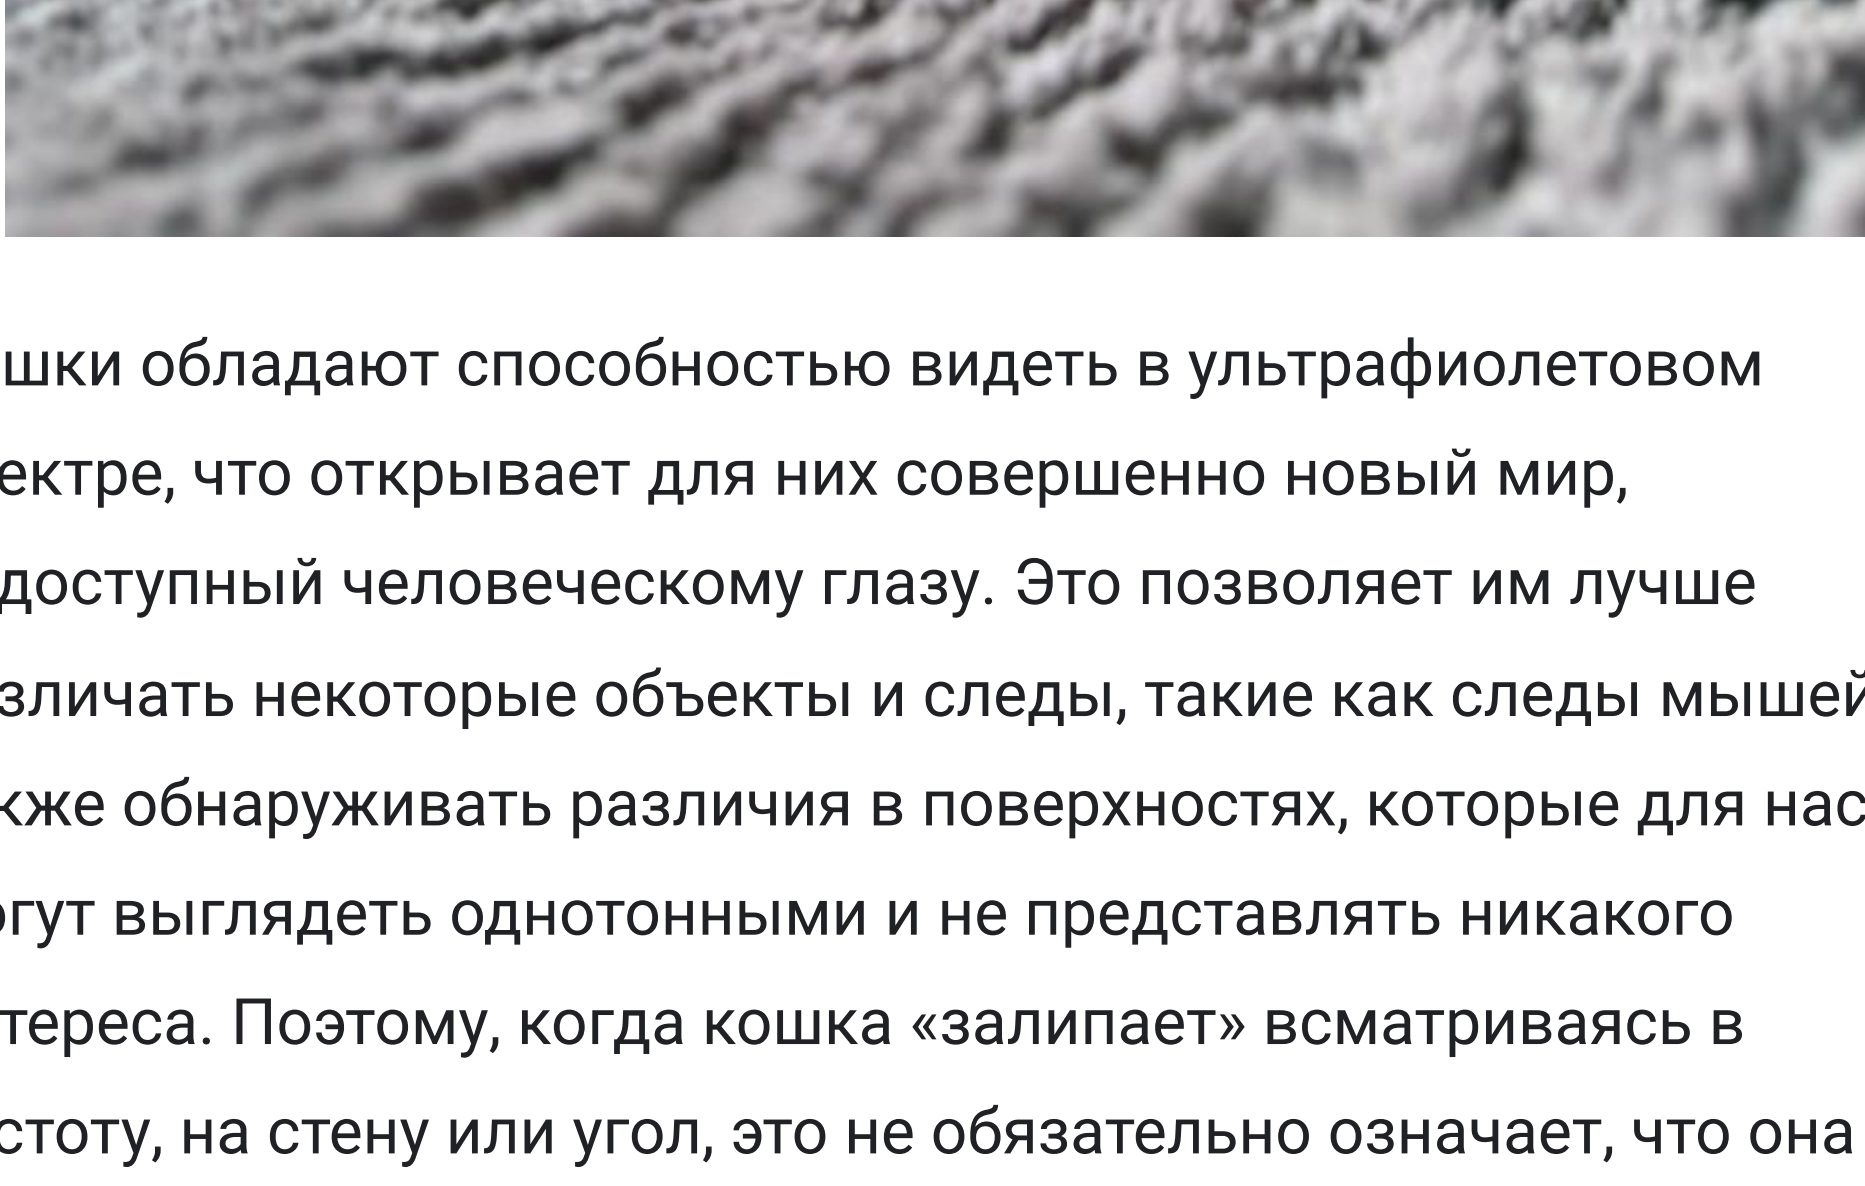 шки обладают способностью видеть в ультрафиолетовом
ектре, что открывает для них совершенно новый мир,
доступный человеческому глазу. Это позволяет им лучше
зличать некоторые объекты и следы, такие как следы мышей
кже обнаруживать различия в поверхностях, которые для нас
огут выглядеть однотонными и не представлять никакого
тереса. Поэтому, когда кошка «залипает» всматриваясь в
стоту, на стену или угол, это не обязательно означает, что она